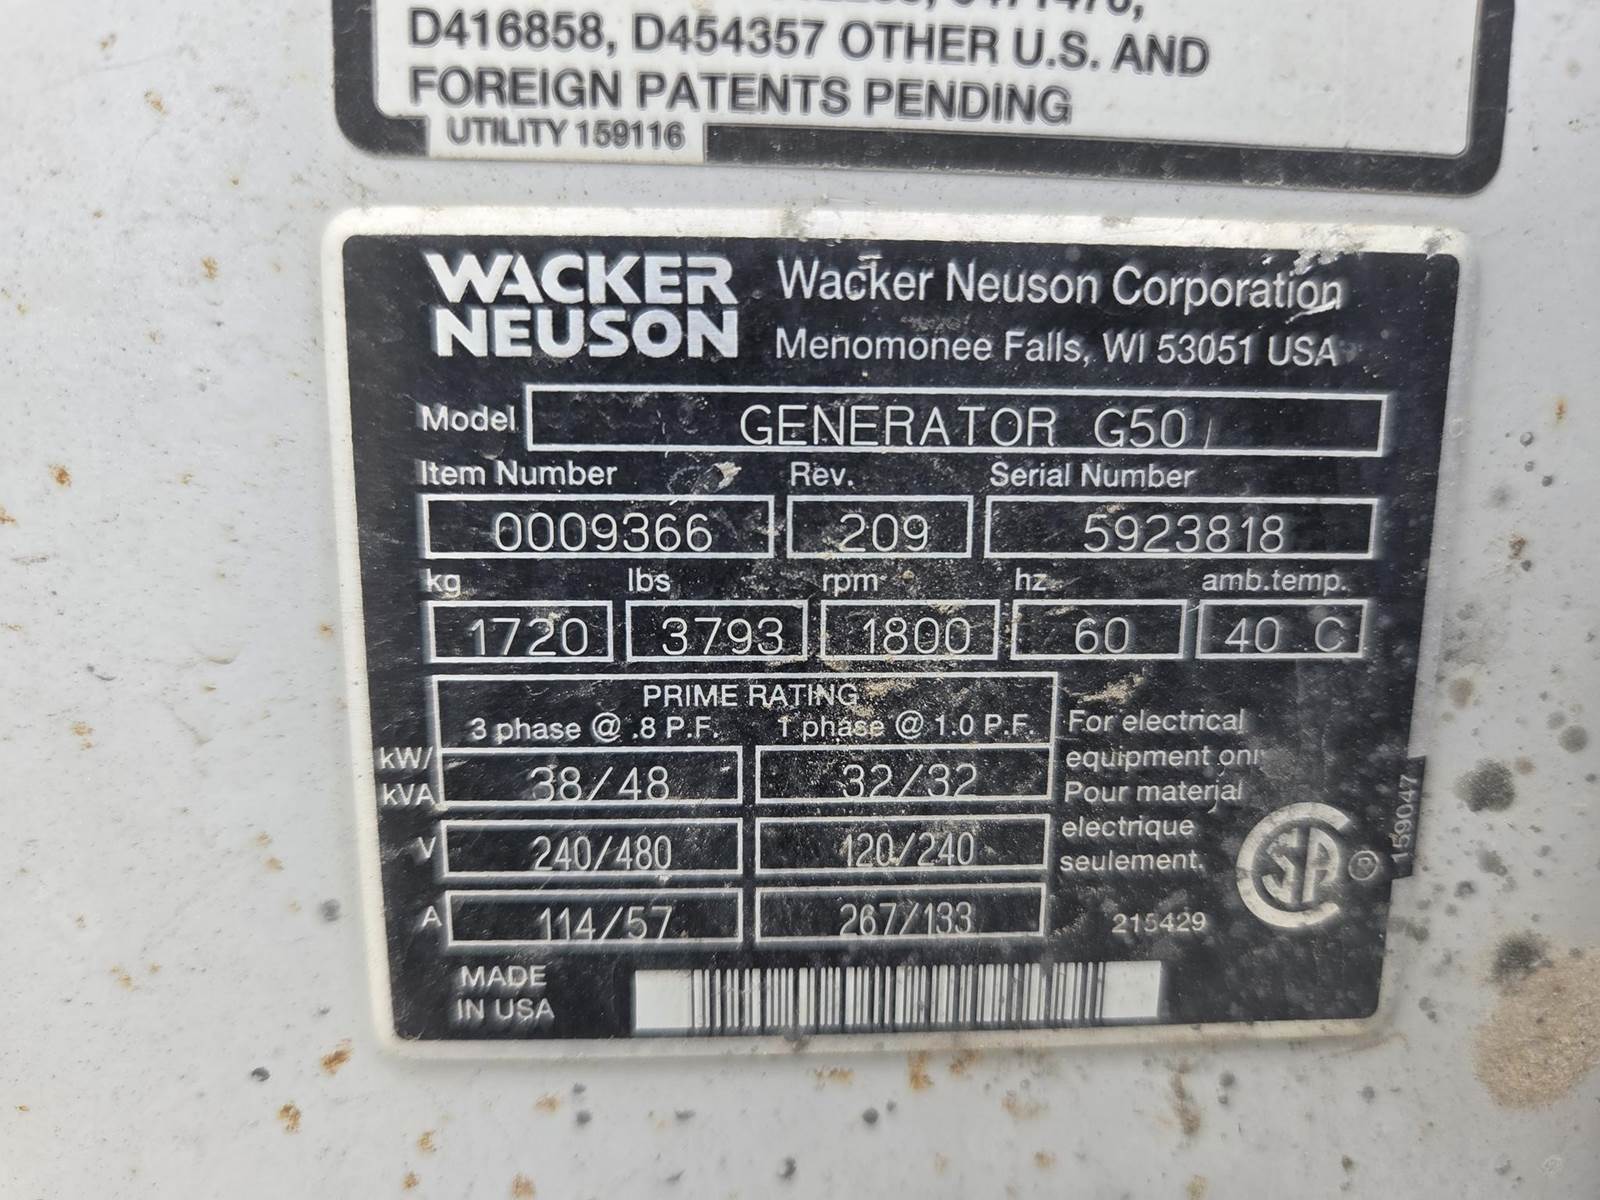 D416858, D454357 OTHER U.S. AND
FOREIGN PATENTS PENDING
UTILITY 159116
WACKER
NEUSON
Wacker Neuson Corporation
Menomonee Falls, WI 53051 USA
Model GENERATOR G50
Item Number Rev. Serial Number
0009366 209 5923818
kg lbs rpm hz amb.temp.
1720 3793 1800 60 40 C
PRIME RATING
3 phase @ .8 P.F. 1 phase @ 1.0 P.F.
kW/
kVA 38/48 32/32
V 240/480 120/240
A 114/57 267/133
For electrical
equipment only
Pour material
electrique
seulement.
215429
SA
159047
MADE
IN USA